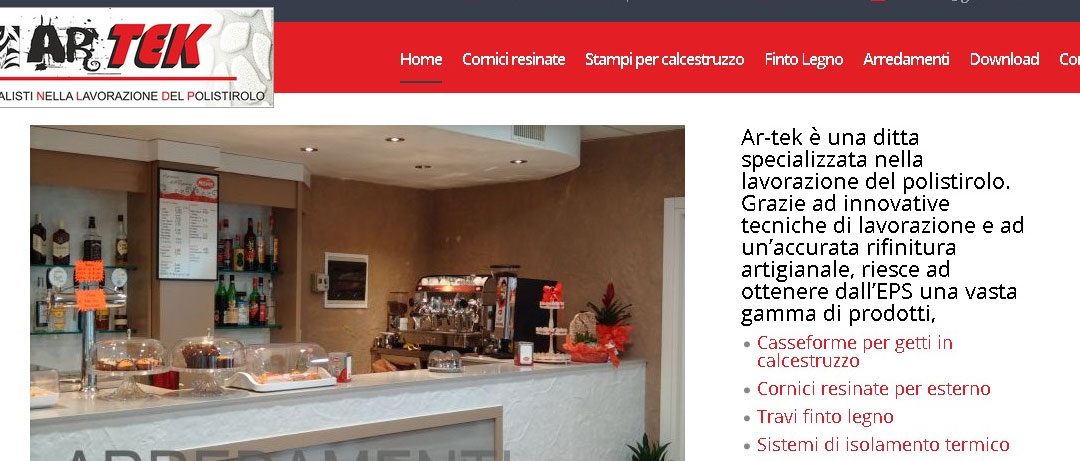 AR TEK
ALISTI NELLA LAVORAZIONE DEL POLISTIROLO
Home Cornici resinate Stampi per calcestruzzo Finto Legno Arredamenti Download Co
Ar-tek è una ditta
specializzata nella
lavorazione del polistirolo.
Grazie ad innovative
tecniche di lavorazione e ad
un'accurata rifinitura
artigianale, riesce ad
ottenere dall'EPS una vasta
gamma di prodotti,
Casseforme per getti in
calcestruzzo
Cornici resinate per esterno
Travi finto legno
Sistemi di isolamento termico
ARREDAMENTI